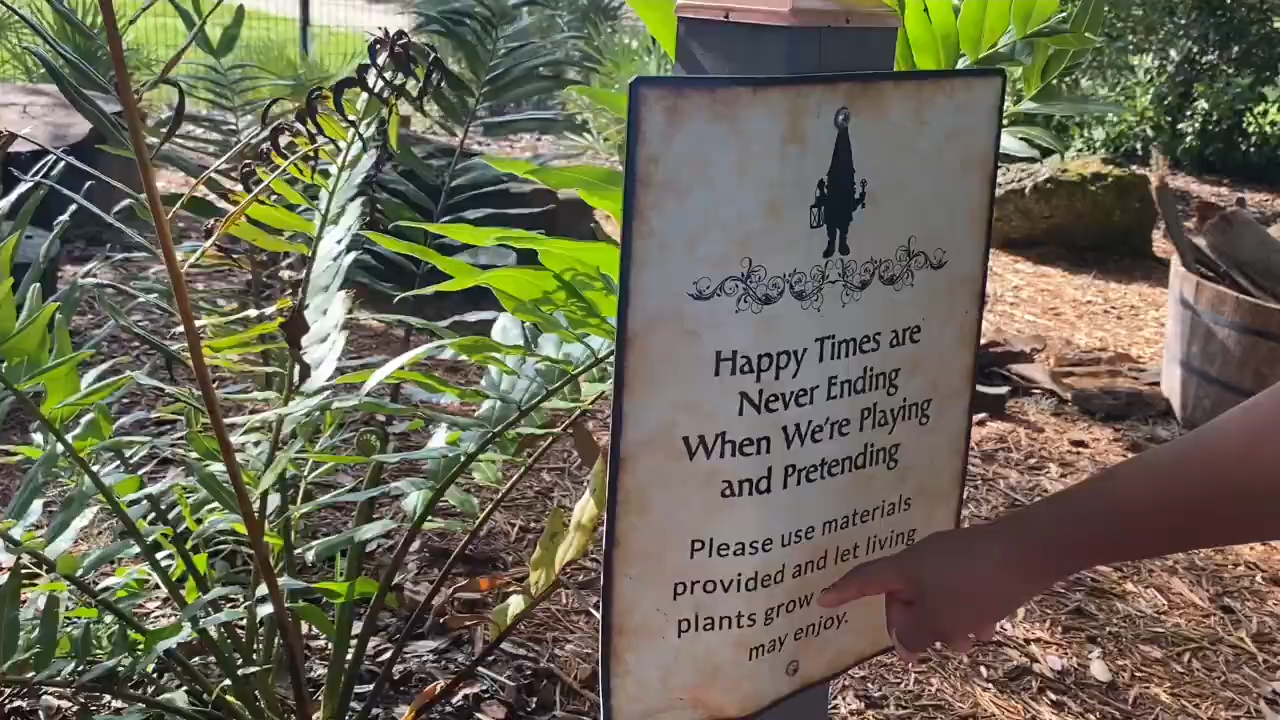 Happy Times are
Never Ending
When We're Playing
and Pretending
Please use materials
provided and let living
plants grow
may enjoy.